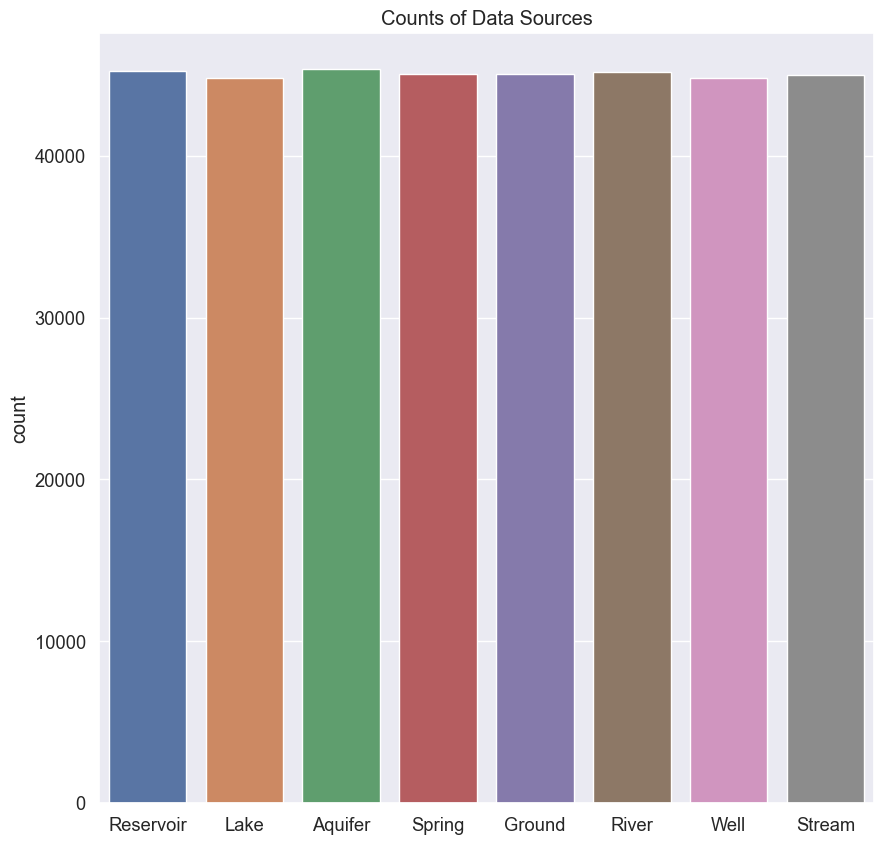 Counts of Data Sources
40000
30000
20000
10000
0
count
Reservoir Lake Aquifer Spring Ground River Well Stream